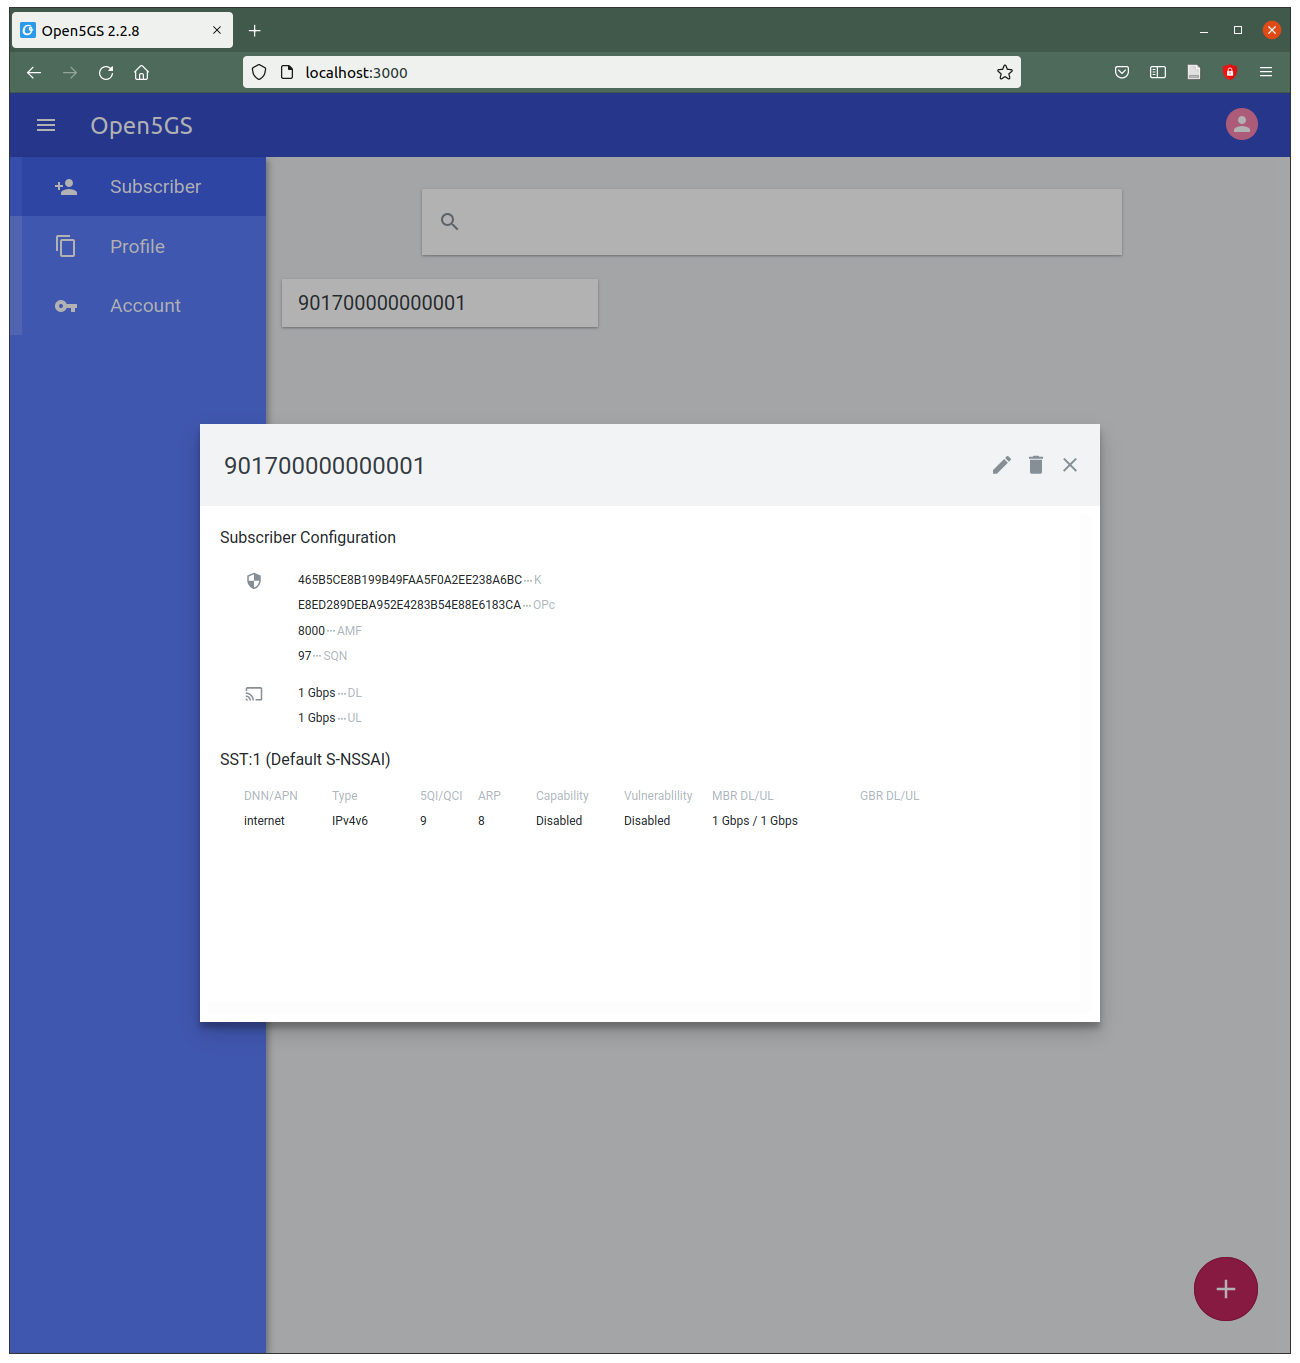 Open5GS 2.2.8
localhost:3000
Open5GS
Subscriber
Profile
Account
901700000000001
901700000000001
Subscriber Configuration
465B5CE8B199B49FAA5F0A2EE238A6BC···K
E8ED289DEBA952E4283B54E88E6183CA···OPc
8000···AMF
97···SQN
1 Gbps···DL
1 Gbps···UL
SST:1 (Default S-NSSAI)
DNN/APN Type 5QI/QCI ARP Capability Vulnerablility MBR DL/UL GBR DL/UL
internet IPv4v6 9 8 Disabled Disabled 1 Gbps / 1 Gbps